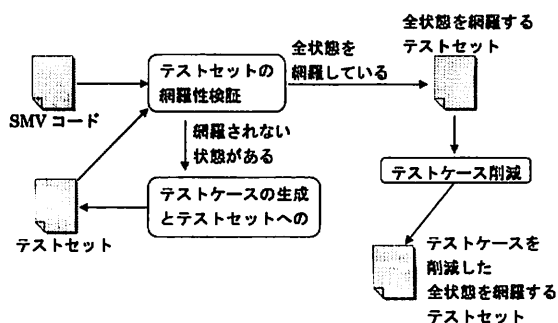 全状態を網羅する
テストセット
テストセットの
網羅性検証
全状態を
網羅している
SMV コード
網羅されない
状態がある
テストケース削減
テストケースの生成
とテストセットへの
テストセット
テストケースを
削減した
全状態を網羅する
テストセット